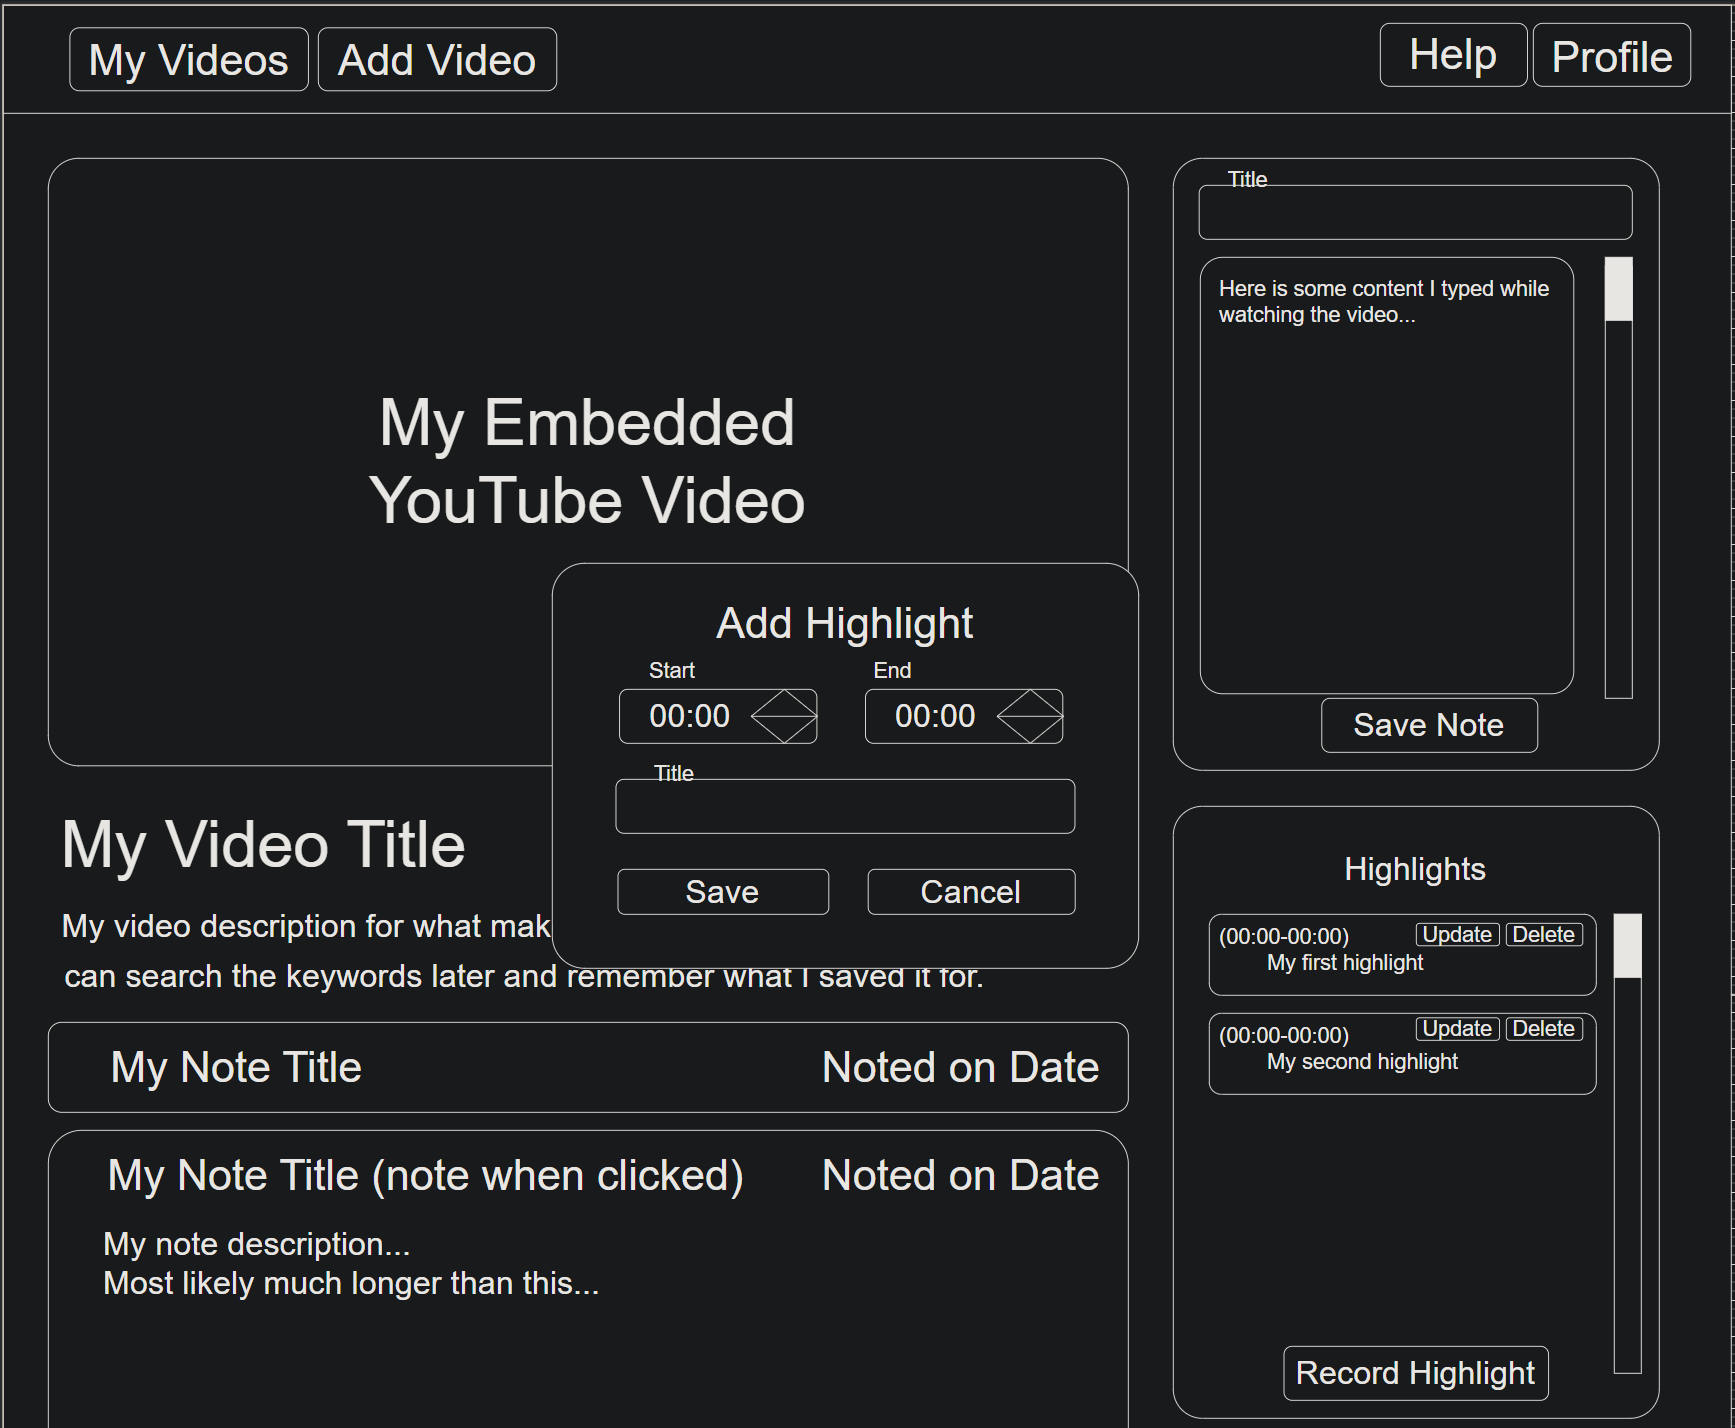 My Videos
Add Video
Help
Profile
My Embedded
YouTube Video
Title
Here is some content I typed while
watching the video...
Save Note
Add Highlight
Start
End
00:00
00:00
Title
Save
Cancel
My Video Title
My video description for what mak
can search the keywords later and remember what I saved it for.
My Note Title
Noted on Date
My Note Title (note when clicked)
Noted on Date
My note description...
Most likely much longer than this...
Highlights
(00:00-00:00)
Update
Delete
My first highlight
(00:00-00:00)
Update
Delete
My second highlight
Record Highlight